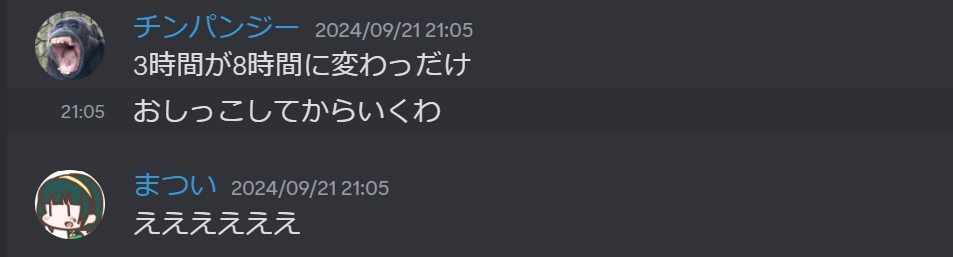 チンパンジー 2024/09/21 21:05
3時間が8時間に変わっだけ
21:05 おしっこしてからいくわ
まつい 2024/09/21 21:05
ええええええ